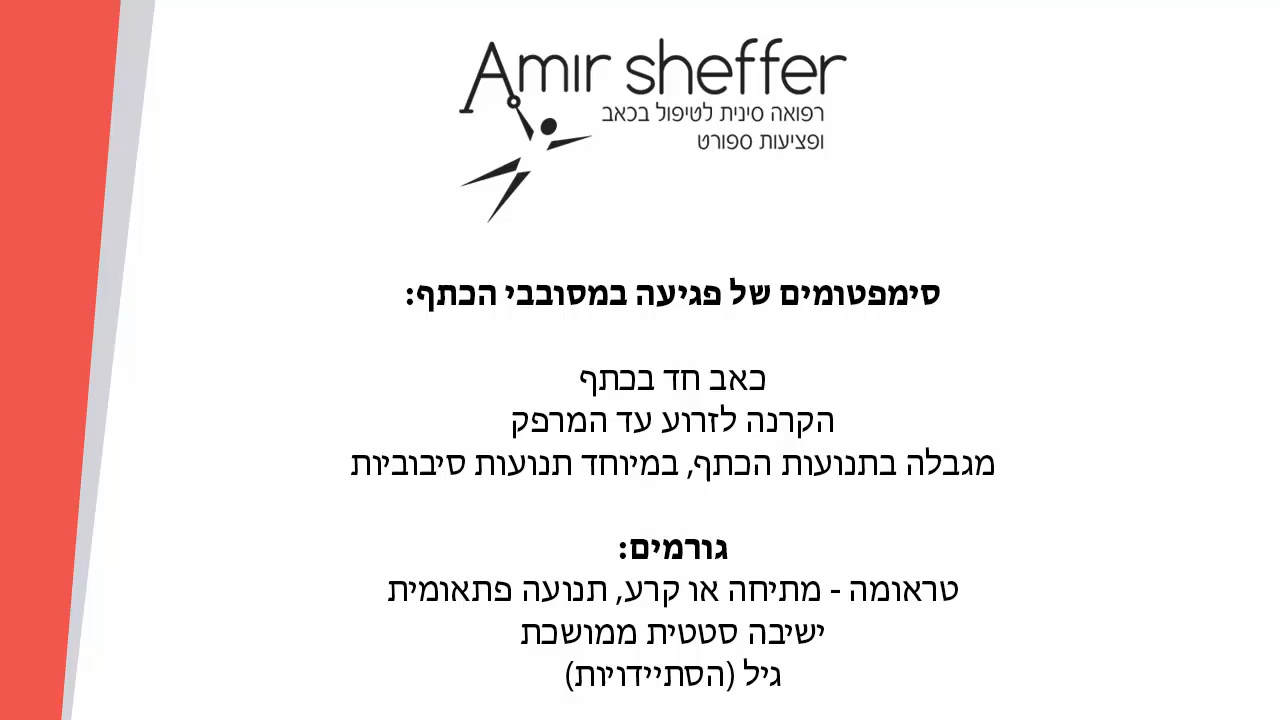 Amir sheffer
רפואה סינית לטיפול בכאב
ופציעות ספורט
סימפטומים של פגיעה במסובבי הכתף:
כאב חד בכתף
הקרנה לזרוע עד המרפק
מגבלה בתנועות הכתף, במיוחד תנועות סיבוביות
גורמים:
טראומה - מתיחה או קרע, תנועה פתאומית
ישיבה סטטית ממושכת
גיל (הסתיידויות)